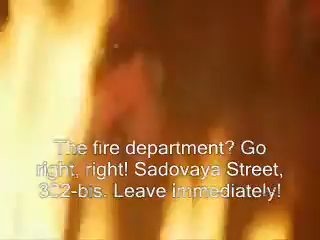 The fire department? Go
right, right! Sadovaya Street,
302-bis. Leave immediately!